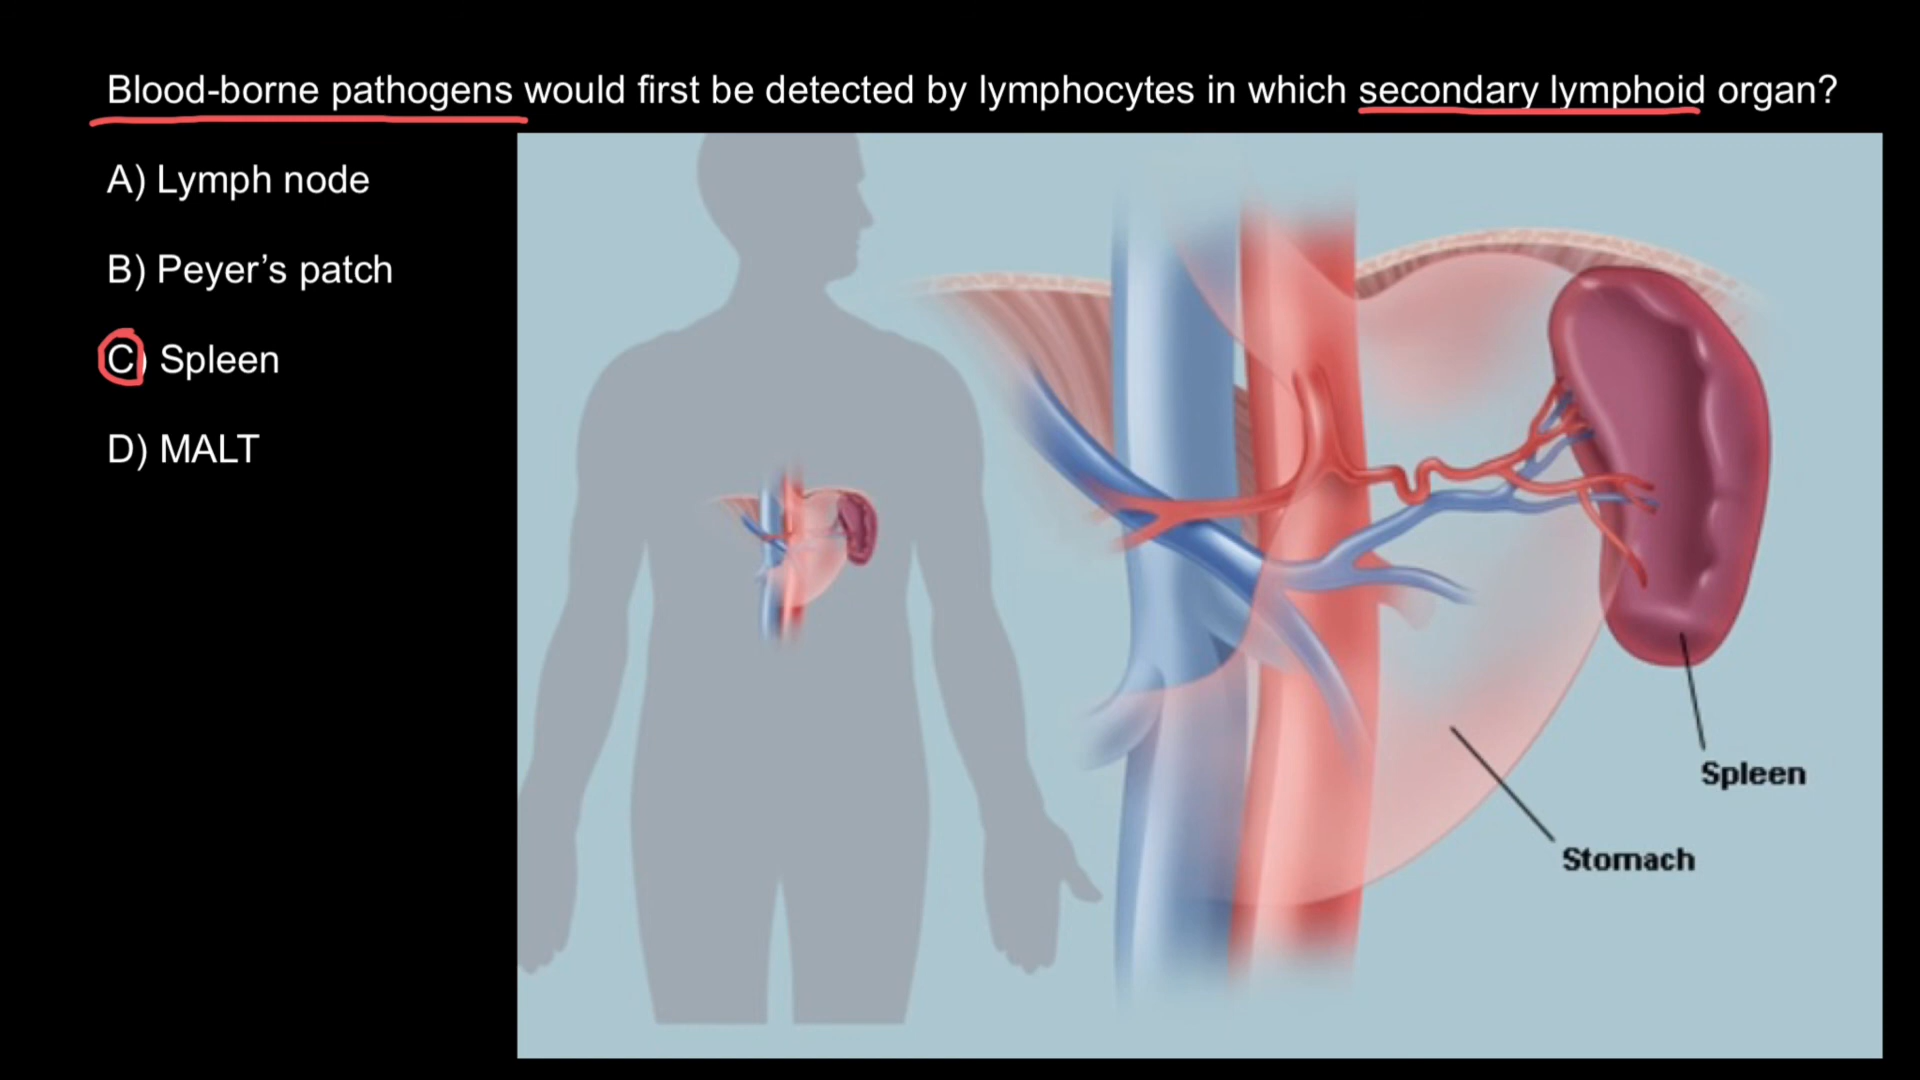 Blood-borne pathogens would first be detected by lymphocytes in which secondary lymphoid organ?
A) Lymph node
B) Peyer’s patch
C) Spleen
D) MALT
Spleen
Stomach